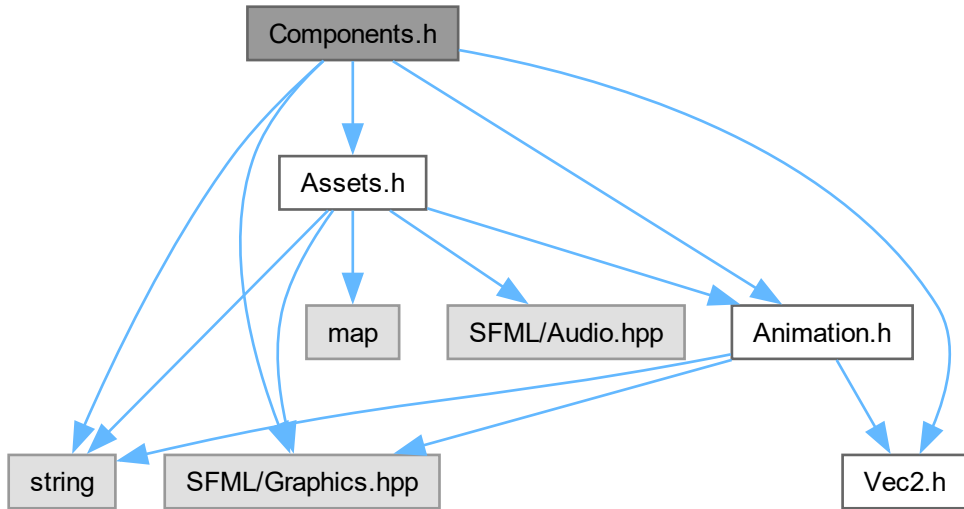 Components.h
Assets.h
map
SFML/Audio.hpp
Animation.h
string
SFML/Graphics.hpp
Vec2.h